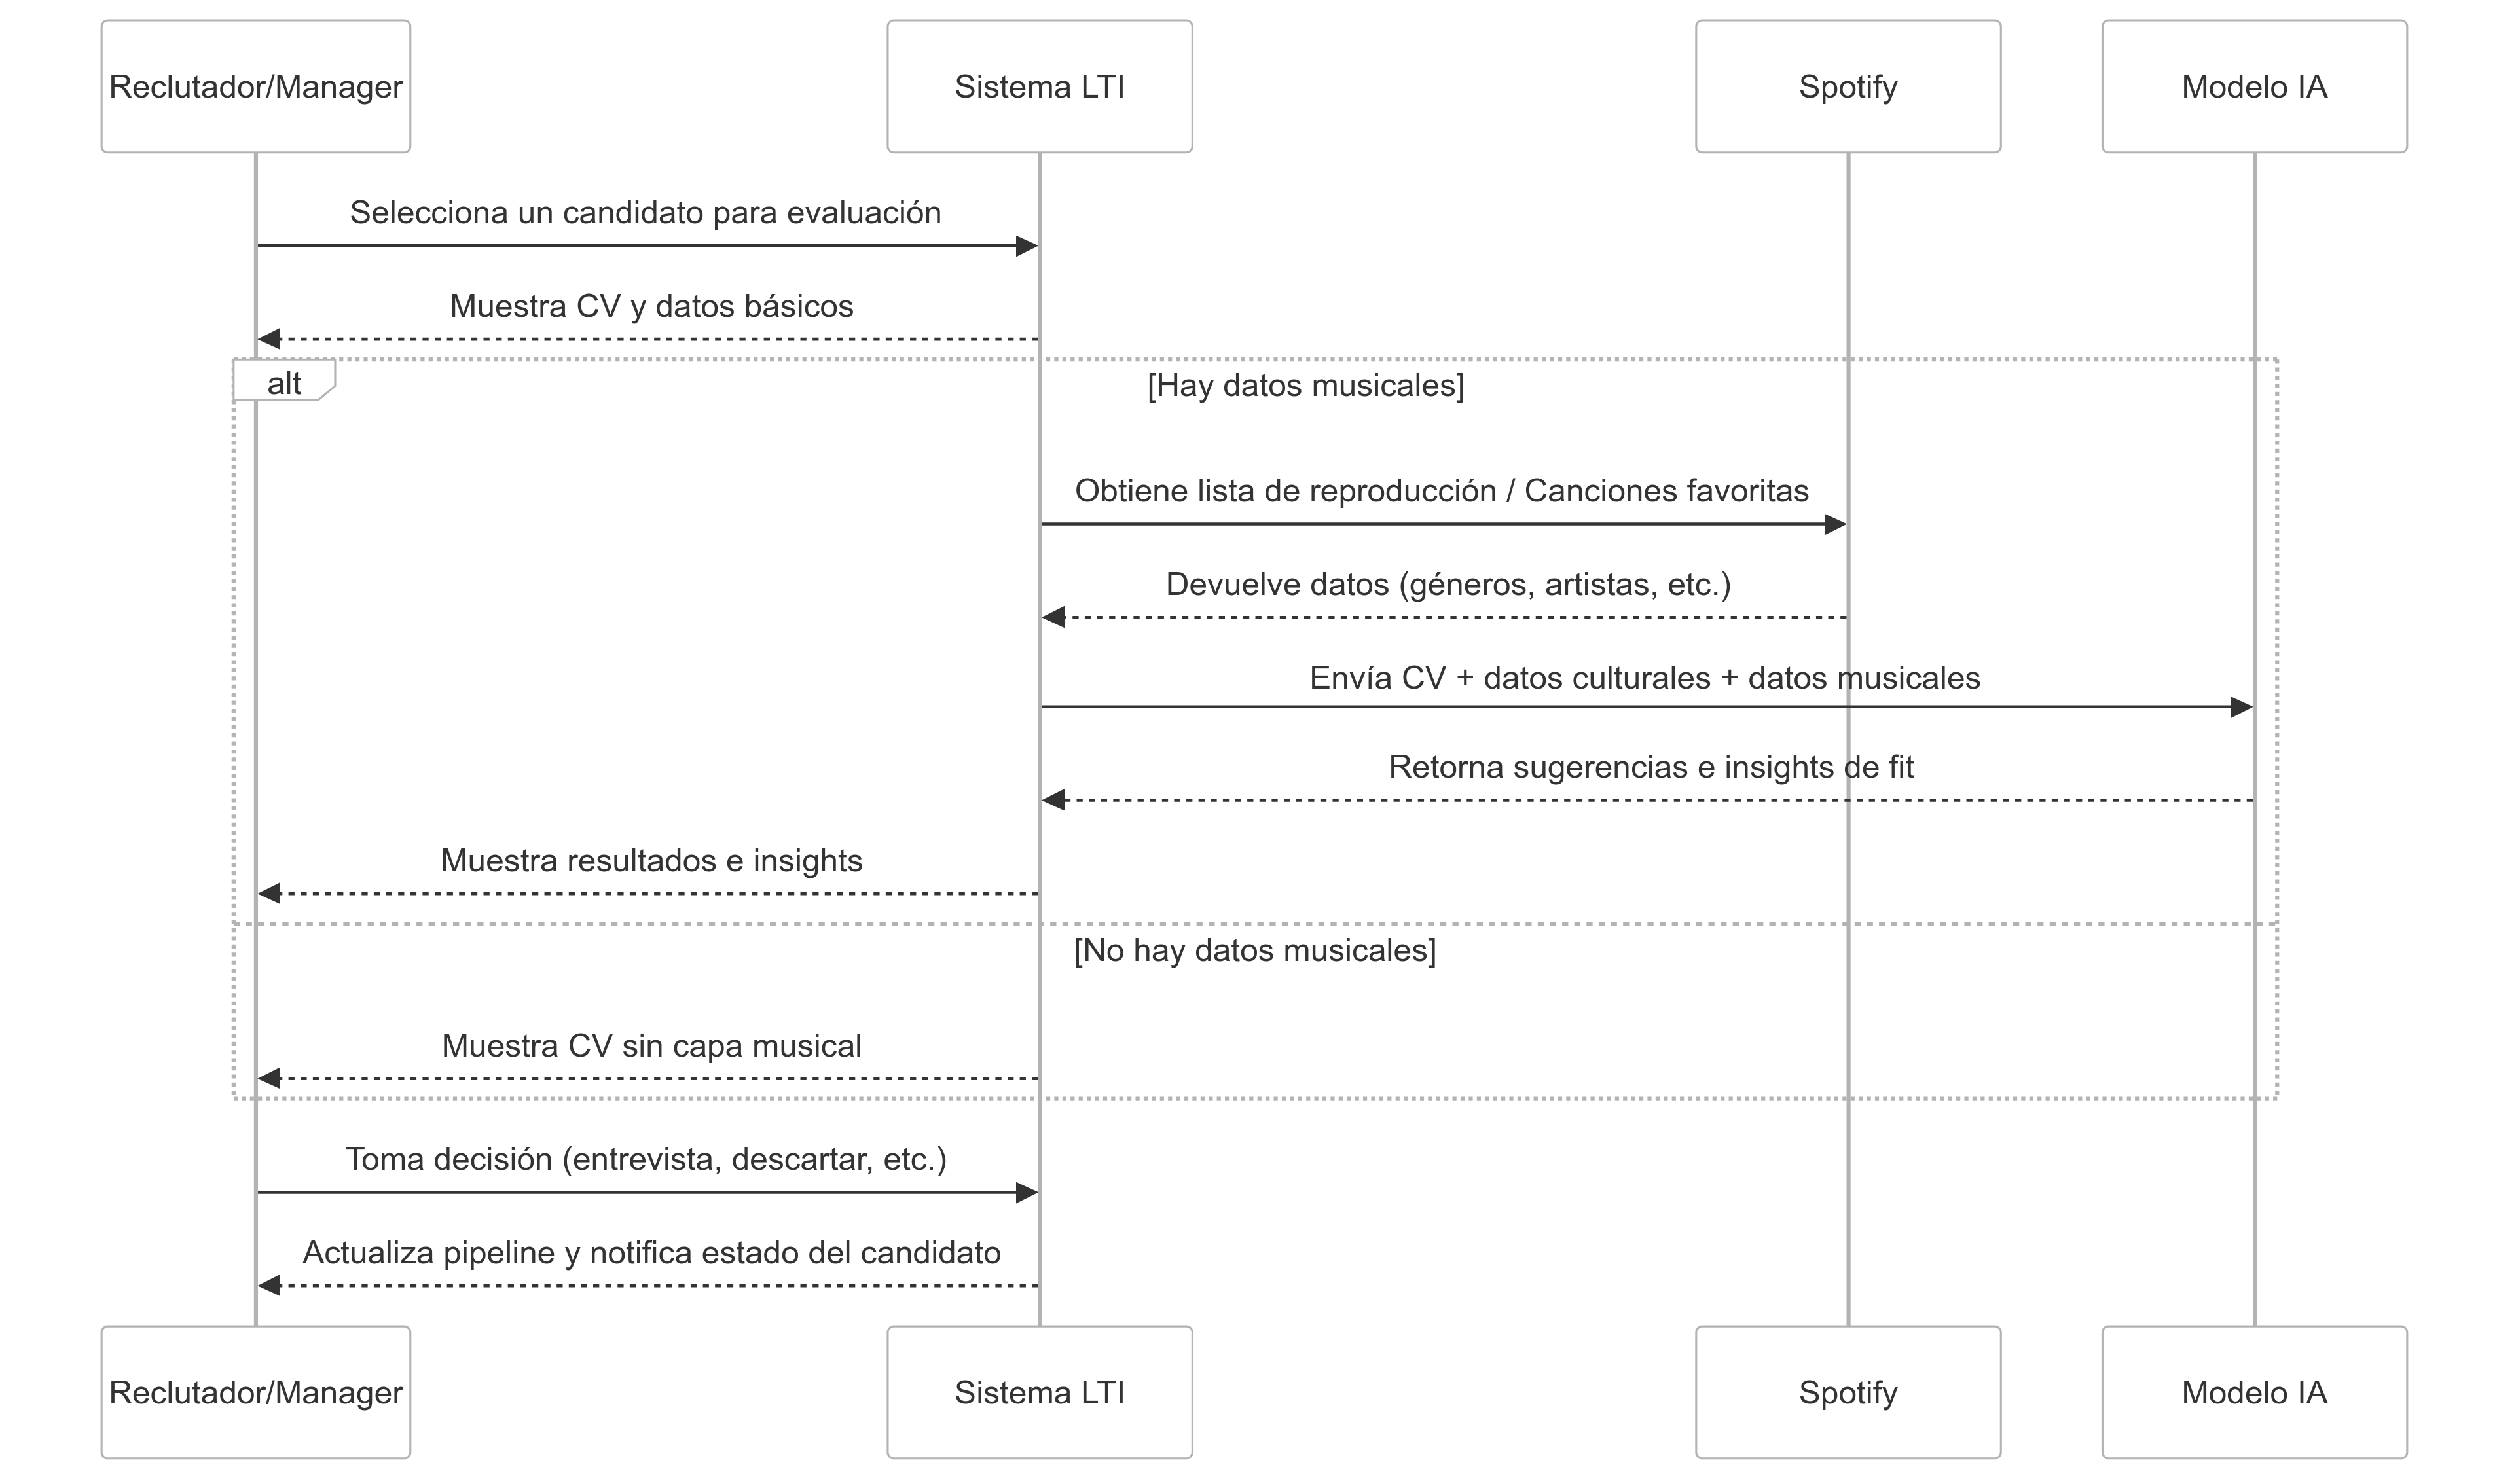 Reclutador/Manager
Sistema LTI
Spotify
Modelo IA
Selecciona un candidato para evaluación
Muestra CV y datos básicos
alt
[Hay datos musicales]
Obtiene lista de reproducción / Canciones favoritas
Devuelve datos (géneros, artistas, etc.)
Envía CV + datos culturales + datos musicales
Retorna sugerencias e insights de fit
Muestra resultados e insights
[No hay datos musicales]
Muestra CV sin capa musical
Toma decisión (entrevista, descartar, etc.)
Actualiza pipeline y notifica estado del candidato
Reclutador/Manager
Sistema LTI
Spotify
Modelo IA